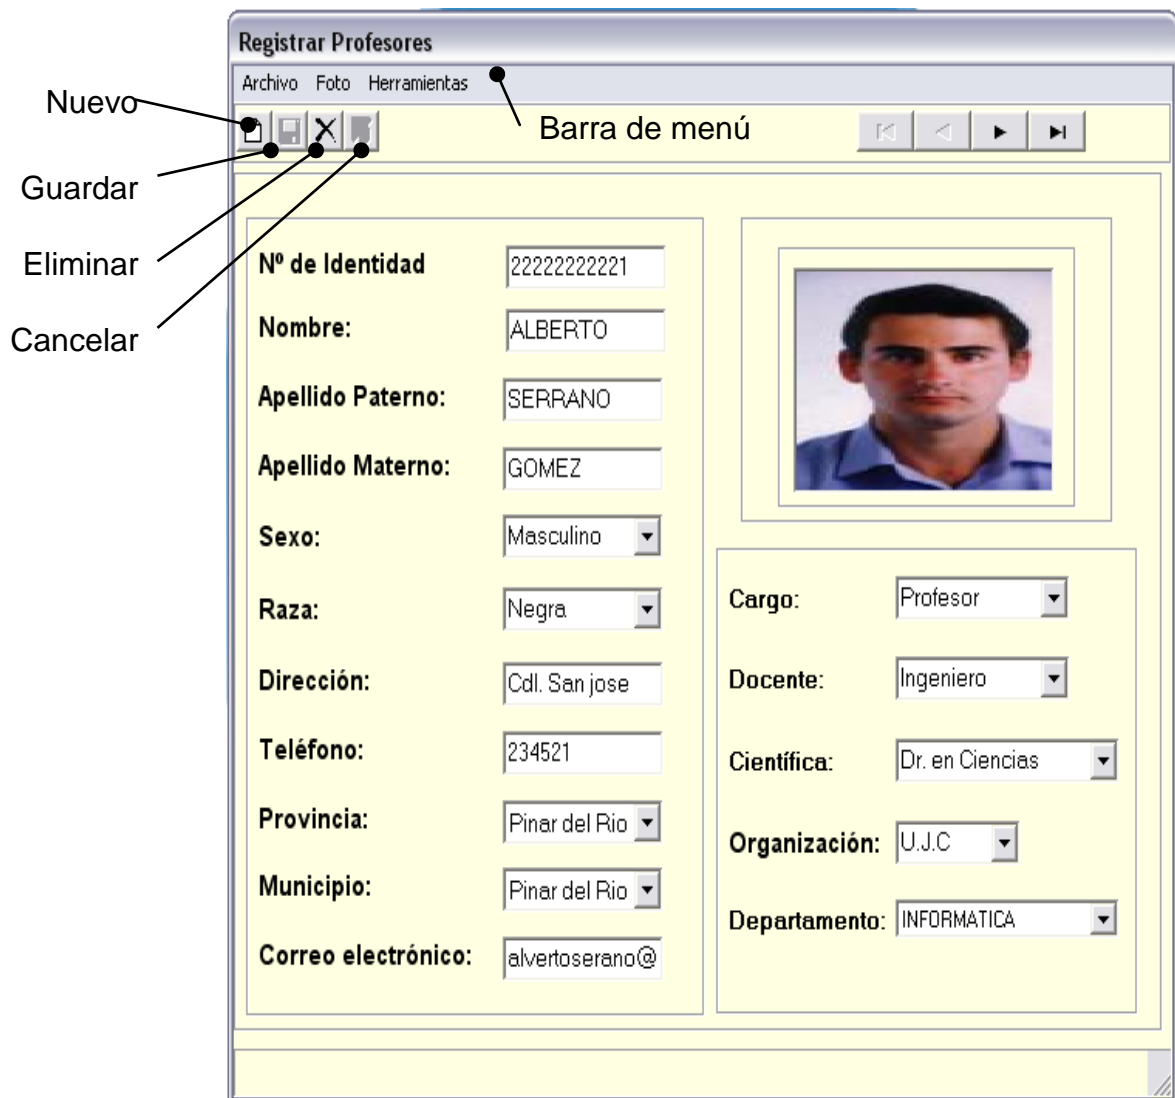 Registrar Profesores
Archivo Foto Herramientas
Nuevo
Barra de menú
Guardar
Eliminar
Cancelar
Nº de Identidad 22222222221
Nombre: ALBERTO
Apellido Paterno: SERRANO
Apellido Materno: GOMEZ
Sexo: Masculino
Raza: Negra
Dirección: Cdl. San jose
Teléfono: 234521
Provincia: Pinar del Rio
Municipio: Pinar del Rio
Correo electrónico: alvertoserano@
Cargo: Profesor
Docente: Ingeniero
Científica: Dr. en Ciencias
Organización: U.J.C
Departamento: INFORMATICA